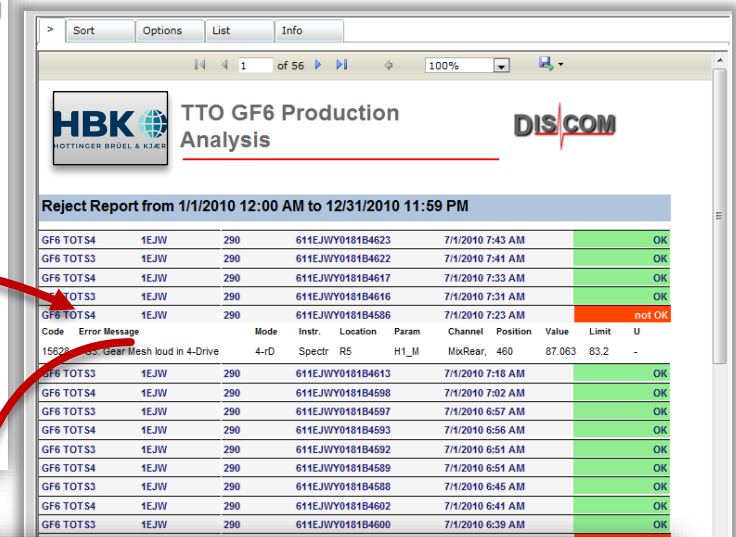 > Sort Options List Info
1 of 56 100%
HBK
HOTTINGER BRÜEL & KJÆR
TTO GF6 Production
Analysis
DISCOM
Reject Report from 1/1/2010 12:00 AM to 12/31/2010 11:59 PM
GF6 TOTS4 1EJW 290 611EJWY0181B4623 7/1/2010 7:43 AM OK
GF6 TOTS3 1EJW 290 611EJWY0181B4622 7/1/2010 7:41 AM OK
GF6 TOTS4 1EJW 290 611EJWY0181B4617 7/1/2010 7:33 AM OK
TOTS3 1EJW 290 611EJWY0181B4616 7/1/2010 7:31 AM OK
GF6 TOTS4 1EJW 290 611EJWY0181B4586 7/1/2010 7:23 AM not OK
Code Error Message Mode Instr. Location Param Channel Position Value Limit U
15628 Gear Mesh loud in 4-Drive 4-rD Spectr R5 H1_M MixRear, 460 87.063 83.2 -
GF6 TOTS3 1EJW 290 611EJWY0181B4613 7/1/2010 7:18 AM OK
GF6 TOTS4 1EJW 290 611EJWY0181B4598 7/1/2010 7:02 AM OK
GF6 TOTS3 1EJW 290 611EJWY0181B4597 7/1/2010 6:57 AM OK
GF6 TOTS4 1EJW 290 611EJWY0181B4593 7/1/2010 6:56 AM OK
GF6 TOTS3 1EJW 290 611EJWY0181B4592 7/1/2010 6:51 AM OK
GF6 TOTS4 1EJW 290 611EJWY0181B4589 7/1/2010 6:51 AM OK
GF6 TOTS3 1EJW 290 611EJWY0181B4588 7/1/2010 6:45 AM OK
GF6 TOTS4 1EJW 290 611EJWY0181B4602 7/1/2010 6:41 AM OK
GF6 TOTS3 1EJW 290 611EJWY0181B4600 7/1/2010 6:39 AM OK